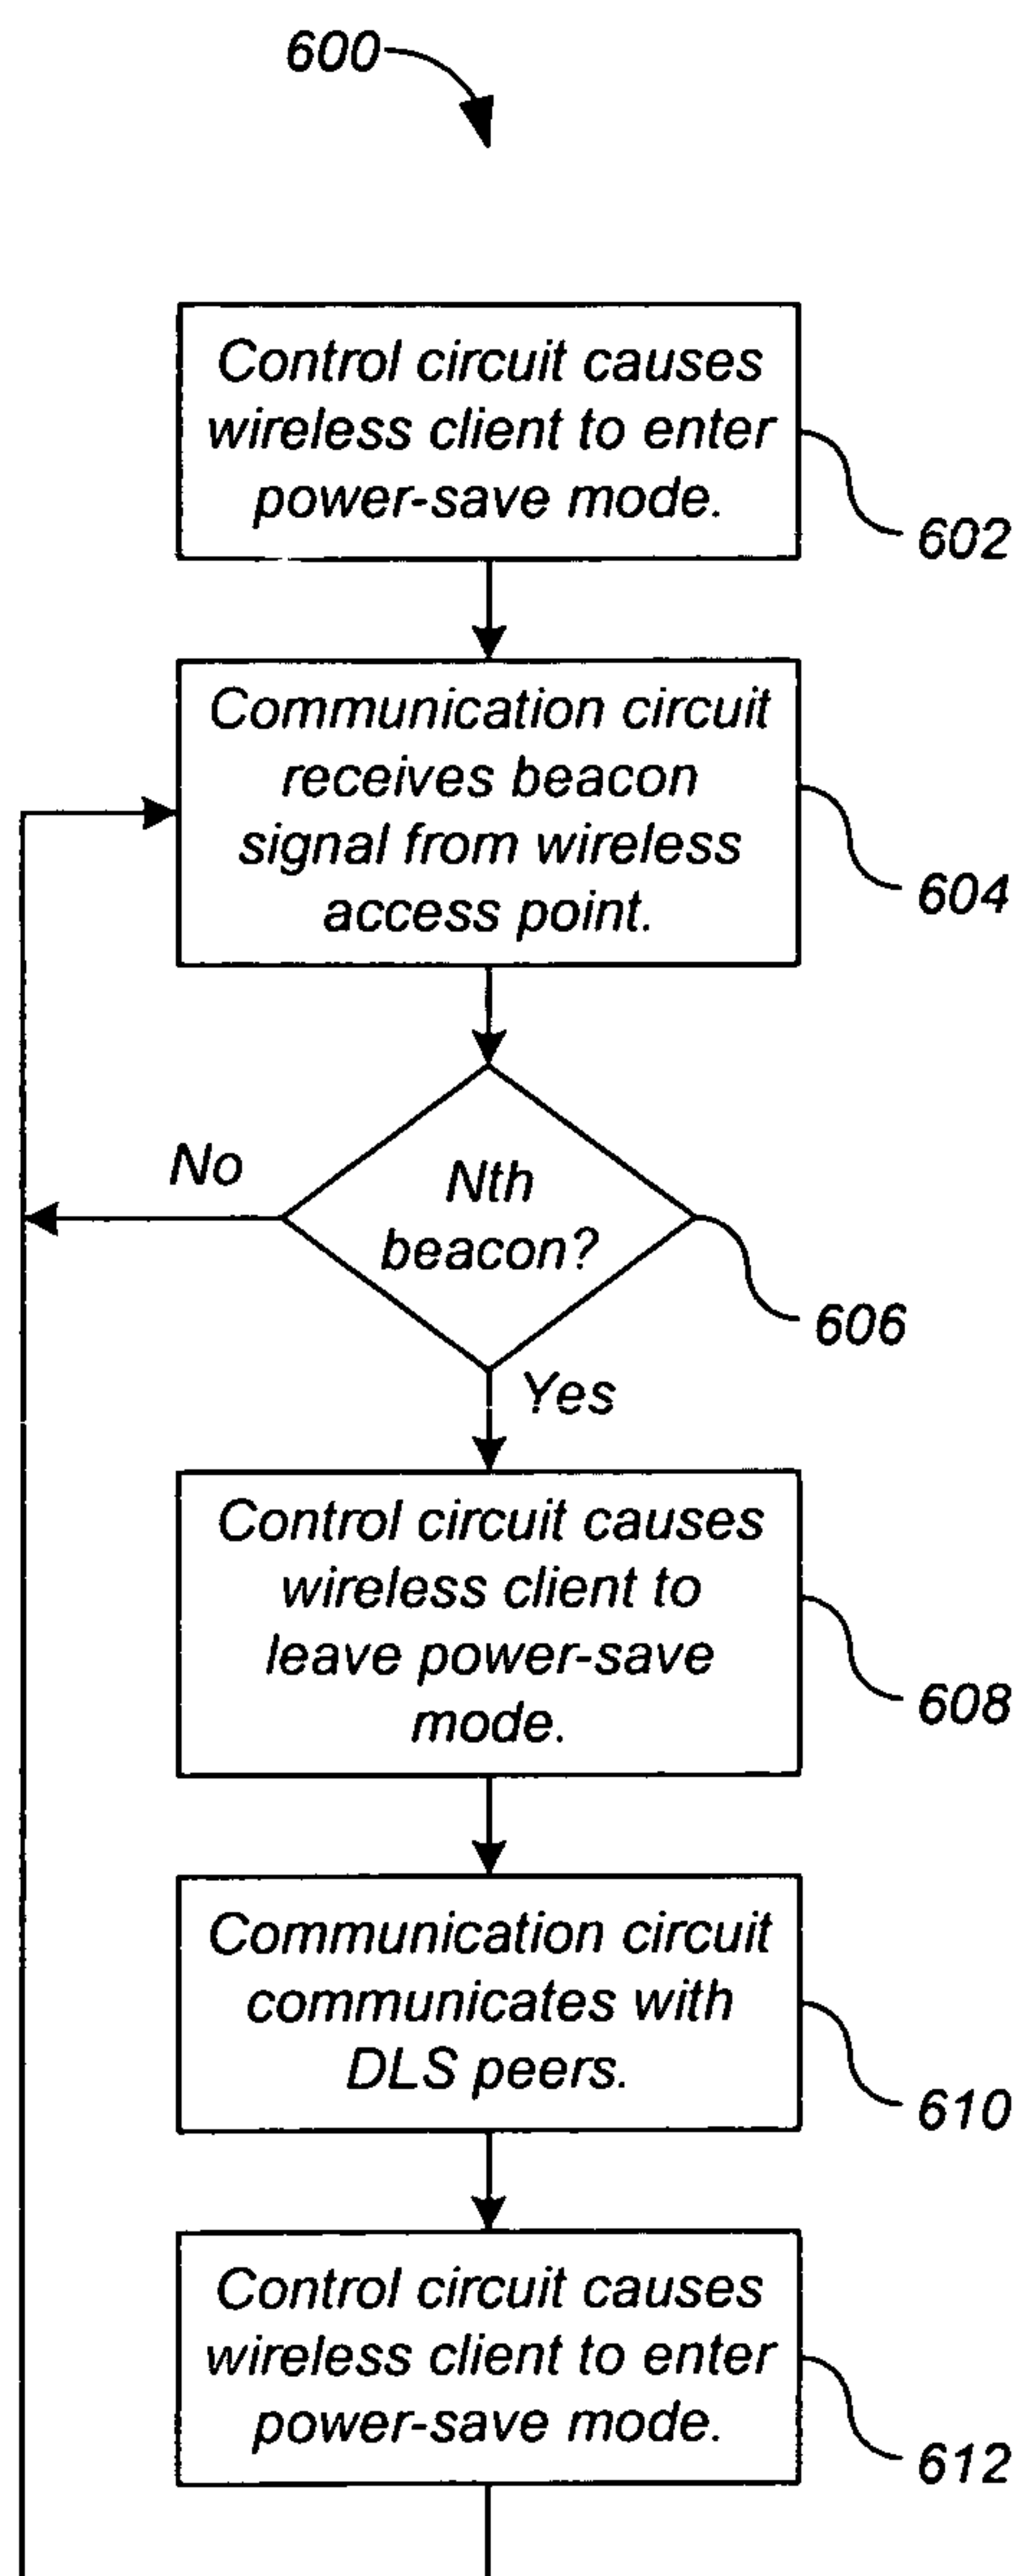 600
Control circuit causes
wireless client to enter
power-save mode.
602
Communication circuit
receives beacon
signal from wireless
access point.
604
No
Nth
beacon?
606
Yes
Control circuit causes
wireless client to
leave power-save
mode.
608
Communication circuit
communicates with
DLS peers.
610
Control circuit causes
wireless client to enter
power-save mode.
612